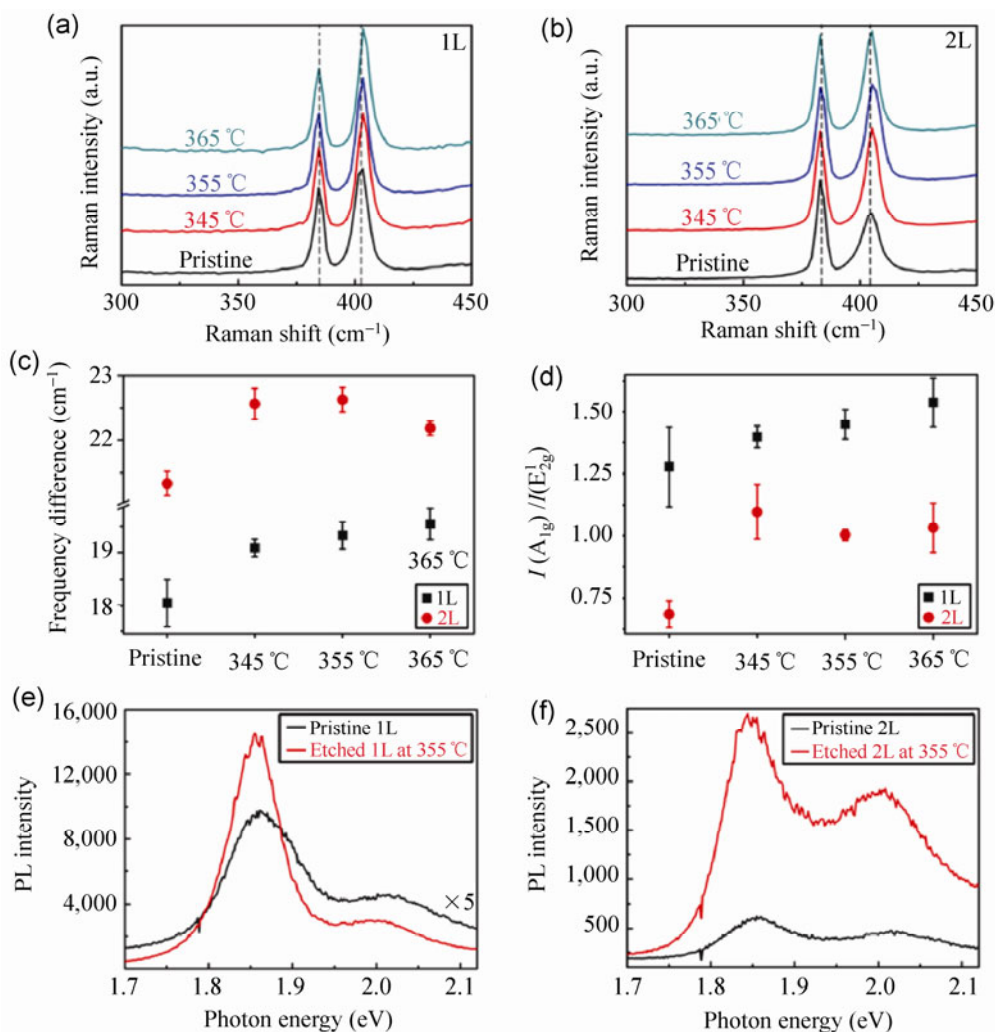 (a)
1L
365 ℃
355 ℃
345 ℃
Pristine
Raman intensity (a.u.)
300 350 400 450
Raman shift (cm⁻¹)
(b)
2L
365 ℃
355 ℃
345 ℃
Pristine
Raman intensity (a.u.)
300 350 400 450
Raman shift (cm⁻¹)
(c)
Frequency difference (cm⁻¹)
23
22
19
18
365 ℃
1L
2L
Pristine 345 ℃ 355 ℃ 365 ℃
(d)
I (A1g) /I(E¹2g)
1.50
1.25
1.00
0.75
1L
2L
Pristine 345 ℃ 355 ℃ 365 ℃
(e)
PL intensity
16,000
12,000
8,000
4,000
Pristine 1L
Etched 1L at 355 ℃
×5
1.7 1.8 1.9 2.0 2.1
Photon energy (eV)
(f)
PL intensity
2,500
2,000
1,500
1,000
500
Pristine 2L
Etched 2L at 355 ℃
1.7 1.8 1.9 2.0 2.1
Photon energy (eV)